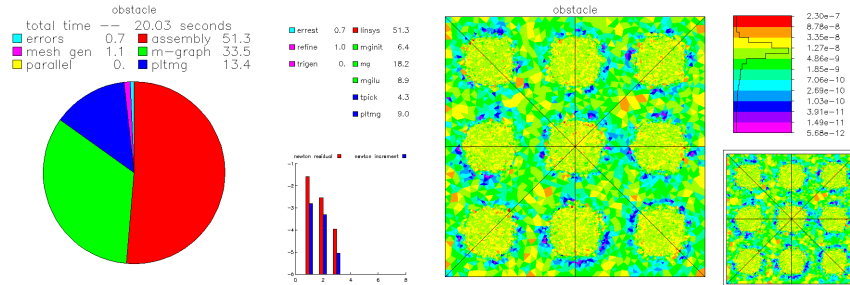 obstacle
total time -- 20.03 seconds
errors 0.7 assembly 51.3
mesh gen 1.1 m-graph 33.5
parallel 0. pltmg 13.4
errest 0.7 linsys 51.3
refine 1.0 mginit 6.4
trigen 0. mg 18.2
mgilu 8.9
tpick 4.3
pltmg 9.0
newton residual newton increment
-1
-2
-3
-4
-5
-6
0 2 4 6 8
obstacle
2.30e-7
8.78e-8
3.35e-8
1.27e-8
4.86e-9
1.85e-9
7.06e-10
2.69e-10
1.03e-10
3.91e-11
1.49e-11
5.68e-12